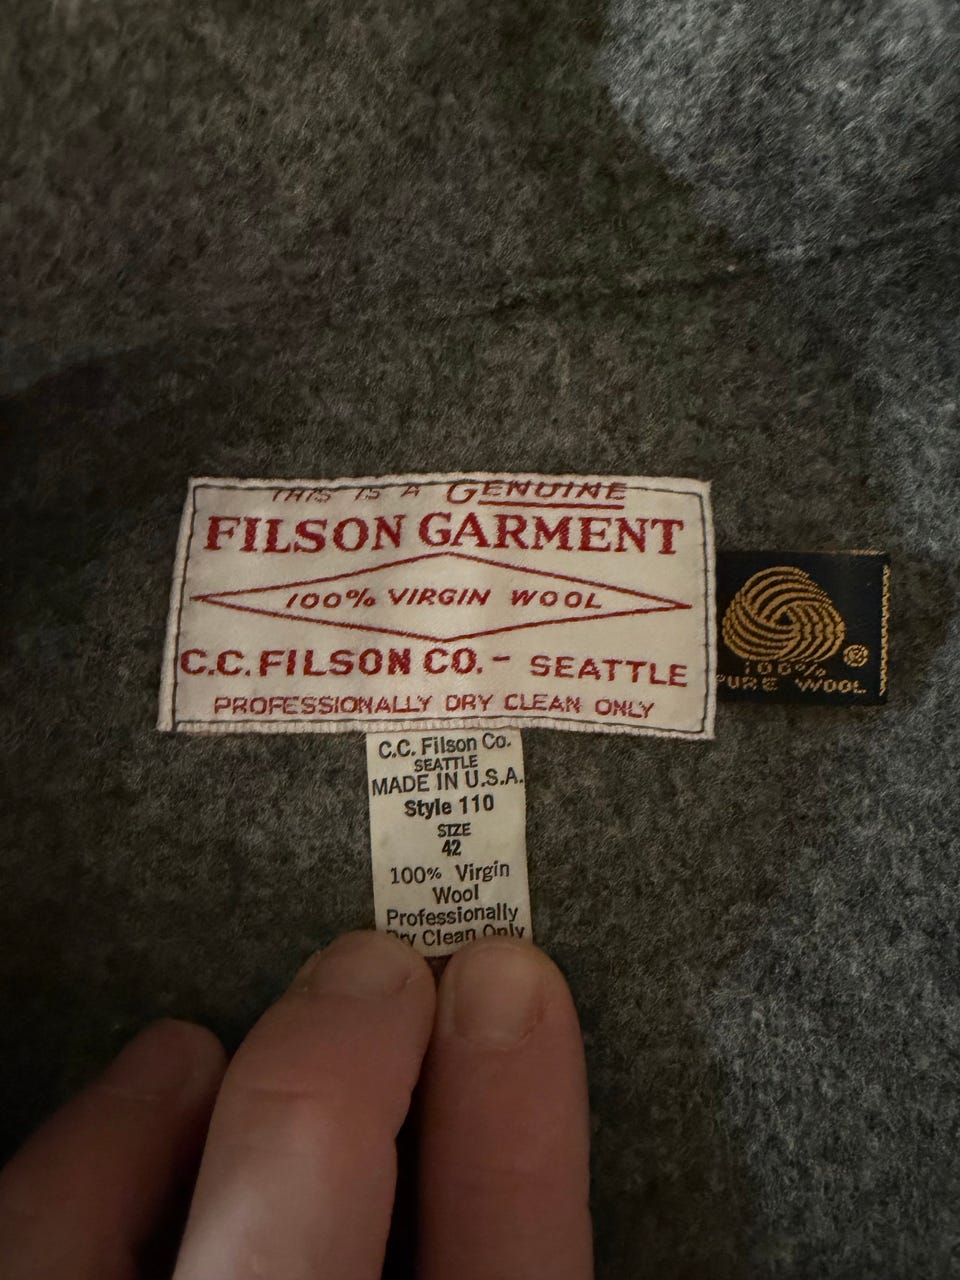 THIS IS A GENUINE
FILSON GARMENT
100% VIRGIN WOOL
C.C. FILSON CO. - SEATTLE
PROFESSIONALLY DRY CLEAN ONLY
100% ®
PURE WOOL
C.C. Filson Co.
SEATTLE
MADE IN U.S.A.
Style 110
SIZE
42
100% Virgin
Wool
Professionally
Dry Clean Only